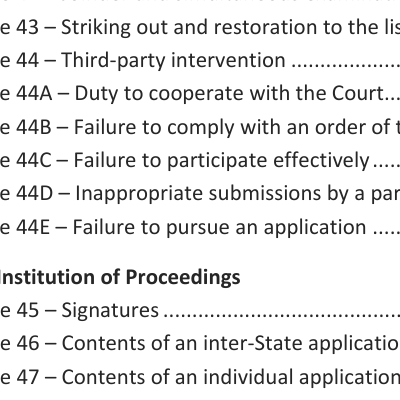 e 43 – Striking out and restoration to the lis
e 44 – Third-party intervention ...................
e 44A – Duty to cooperate with the Court...
e 44B – Failure to comply with an order of t
e 44C – Failure to participate effectively .....
e 44D – Inappropriate submissions by a par
e 44E – Failure to pursue an application .....
Institution of Proceedings
e 45 – Signatures .........................................
e 46 – Contents of an inter-State applicatio
e 47 – Contents of an individual application